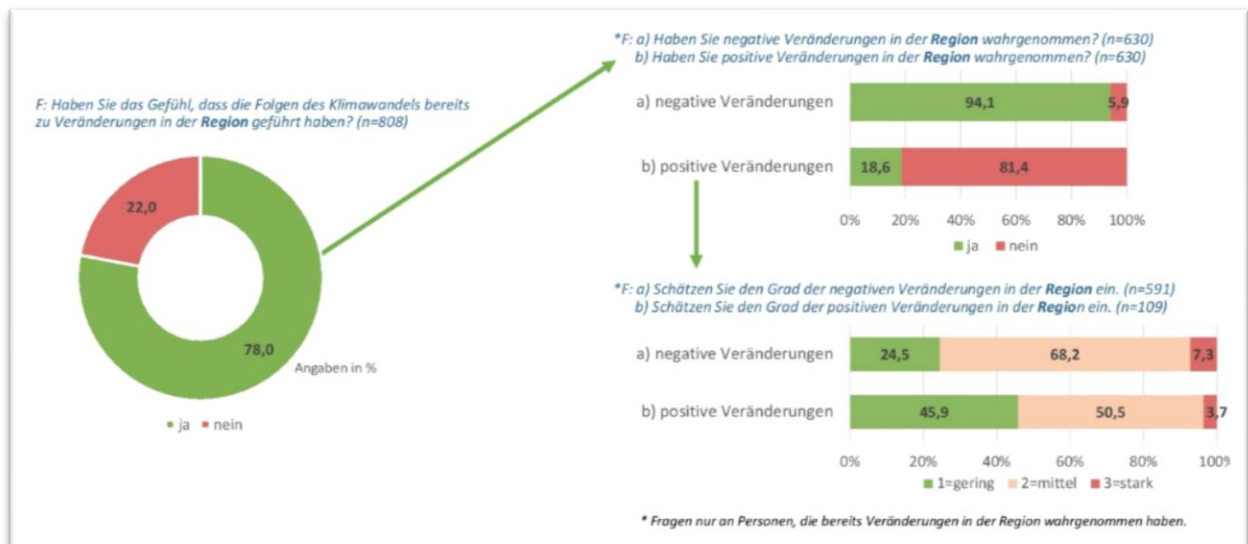 F: Haben Sie das Gefühl, dass die Folgen des Klimawandels bereits
zu Veränderungen in der Region geführt haben? (n=808)
22,0
78,0
Angaben in %
ja nein
*F: a) Haben Sie negative Veränderungen in der Region wahrgenommen? (n=630)
b) Haben Sie positive Veränderungen in der Region wahrgenommen? (n=630)
a) negative Veränderungen 94,1 5,9
b) positive Veränderungen 18,6 81,4
0% 20% 40% 60% 80% 100%
ja nein
*F: a) Schätzen Sie den Grad der negativen Veränderungen in der Region ein. (n=591)
b) Schätzen Sie den Grad der positiven Veränderungen in der Region ein. (n=109)
a) negative Veränderungen 24,5 68,2 7,3
b) positive Veränderungen 45,9 50,5 3,7
0% 20% 40% 60% 80% 100%
1=gering 2=mittel 3=stark
* Fragen nur an Personen, die bereits Veränderungen in der Region wahrgenommen haben.